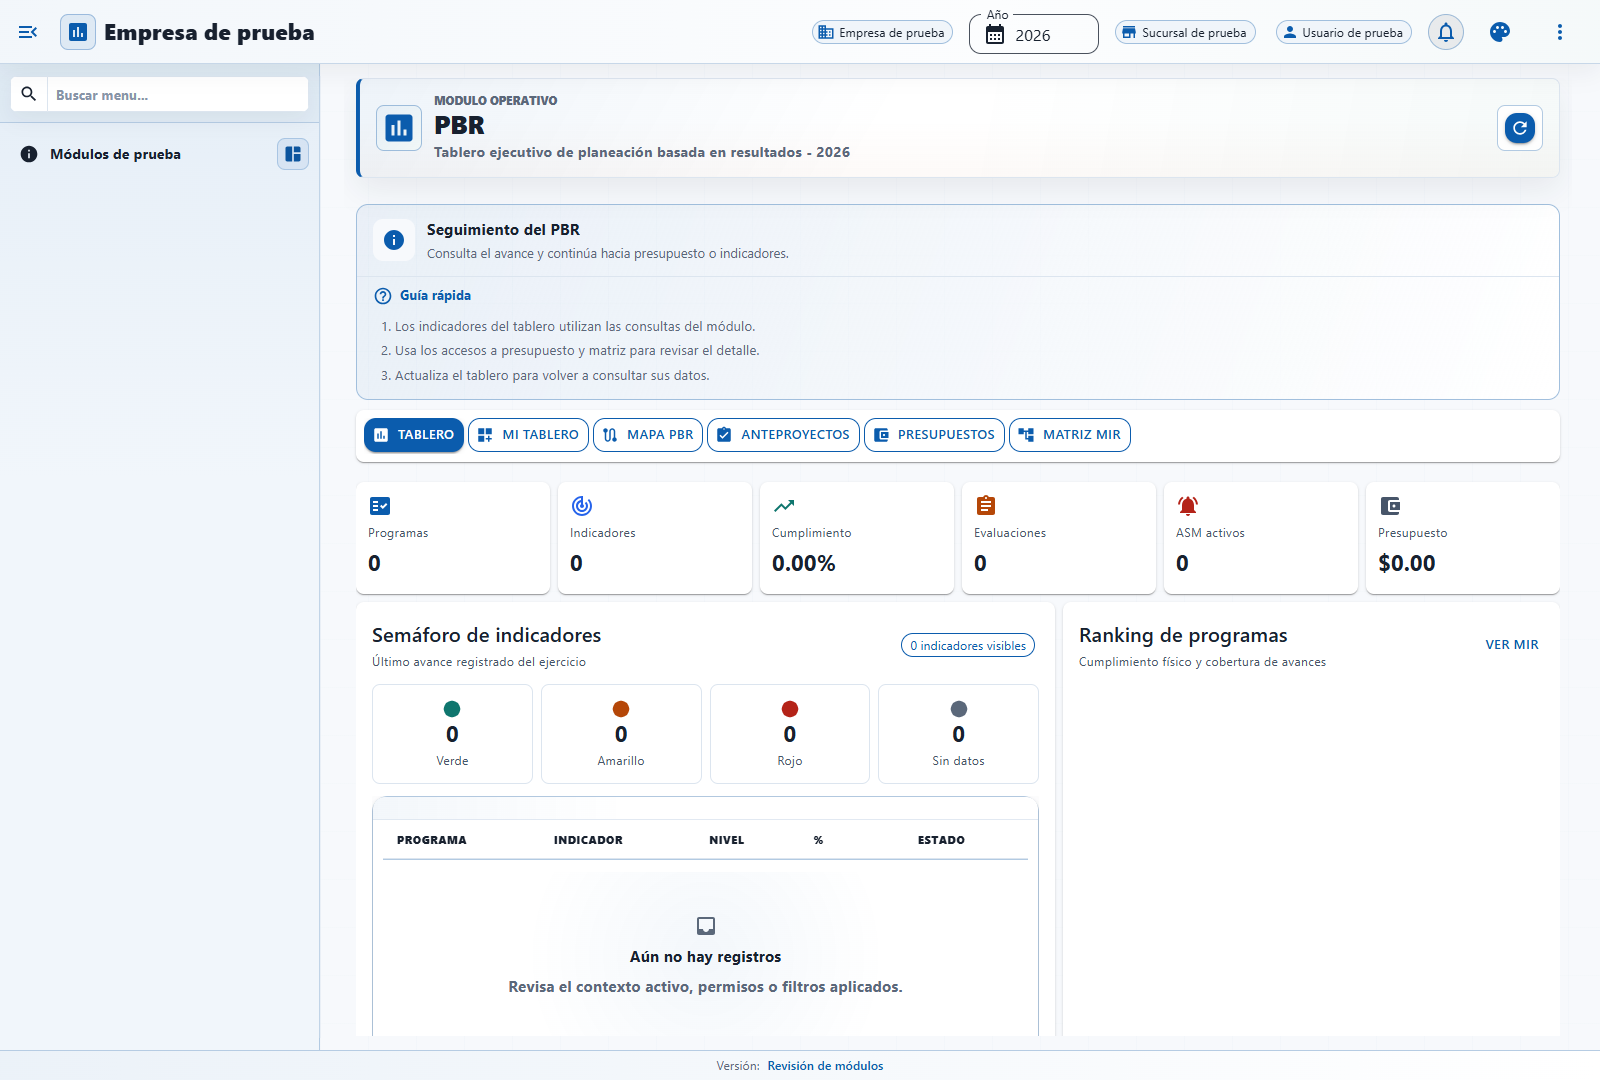 Empresa de prueba
Empresa de prueba
Año
2026
Sucursal de prueba
Usuario de prueba
Buscar menu...
Módulos de prueba
MODULO OPERATIVO
PBR
Tablero ejecutivo de planeación basada en resultados - 2026
Seguimiento del PBR
Consulta el avance y continúa hacia presupuesto o indicadores.
Guía rápida
1. Los indicadores del tablero utilizan las consultas del módulo.
2. Usa los accesos a presupuesto y matriz para revisar el detalle.
3. Actualiza el tablero para volver a consultar sus datos.
TABLERO
MI TABLERO
MAPA PBR
ANTEPROYECTOS
PRESUPUESTOS
MATRIZ MIR
Programas
0
Indicadores
0
Cumplimiento
0.00%
Evaluaciones
0
ASM activos
0
Presupuesto
$0.00
Semáforo de indicadores
Último avance registrado del ejercicio
0 indicadores visibles
0
Verde
0
Amarillo
0
Rojo
0
Sin datos
PROGRAMA INDICADOR NIVEL % ESTADO
Aún no hay registros
Revisa el contexto activo, permisos o filtros aplicados.
Ranking de programas
Cumplimiento físico y cobertura de avances
VER MIR
Versión: Revisión de módulos